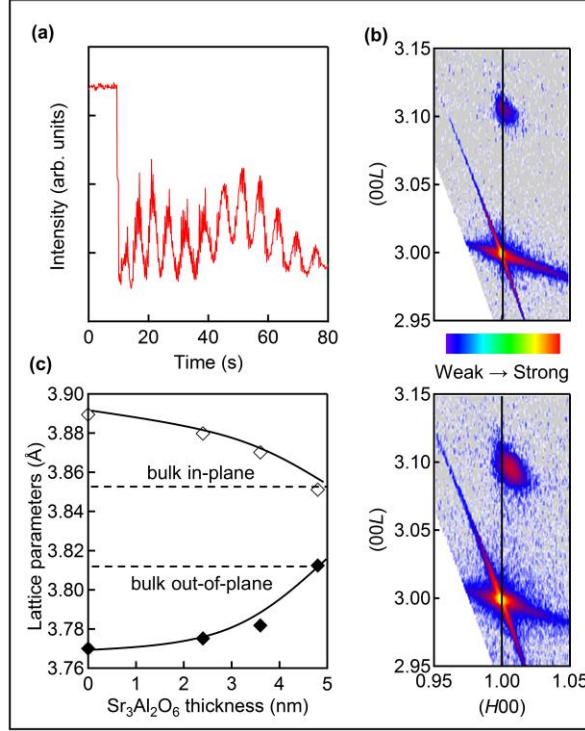 (a)
Intensity (arb. units)
0
20
40
60
80
Time (s)
(b)
3.15
3.10
3.05
3.00
2.95
(00L)
Weak → Strong
3.15
3.10
3.05
3.00
2.95
(00L)
0.95
1.00
1.05
(H00)
(c)
3.90
3.88
3.86
3.84
3.82
3.80
3.78
3.76
Lattice parameters (Å)
bulk in-plane
bulk out-of-plane
0
1
2
3
4
5
Sr₃Al₂O₆ thickness (nm)